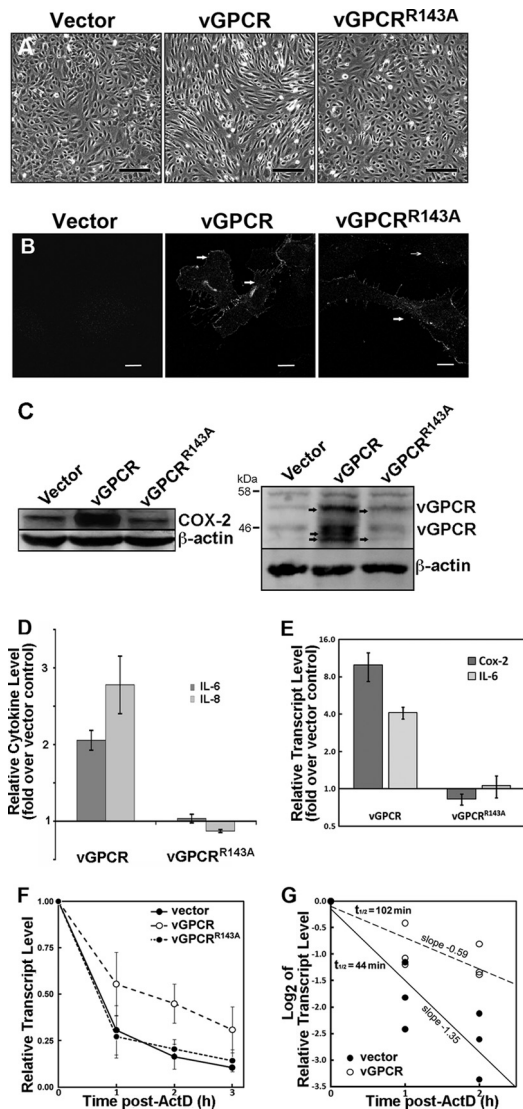 Vector vGPCR vGPCR^R143A
A
Vector vGPCR vGPCR^R143A
B
C
Vector vGPCR vGPCR^R143A
COX-2
β-actin
Vector vGPCR vGPCR^R143A
kDa
58
46
vGPCR
vGPCR
β-actin
D
Relative Cytokine Level
(fold over vector control)
3
2
1
IL-6
IL-8
vGPCR vGPCR^R143A
E
Relative Transcript Level
(fold over vector control)
16.0
4.0
1.0
0.5
Cox-2
IL-6
vGPCR vGPCR^R143A
F
Relative Transcript Level
1.00
0.75
0.50
0.25
0.00
vector
vGPCR
vGPCR^R143A
0 1 2 3
Time post-ActD (h)
G
Log2 of
Relative Transcript Level
0.0
-0.5
-1.0
-1.5
-2.0
-2.5
-3.0
-3.5
t1/2 = 102 min
slope -0.59
t1/2 = 44 min
slope -1.35
vector
vGPCR
0 1 2
Time post-ActD (h)